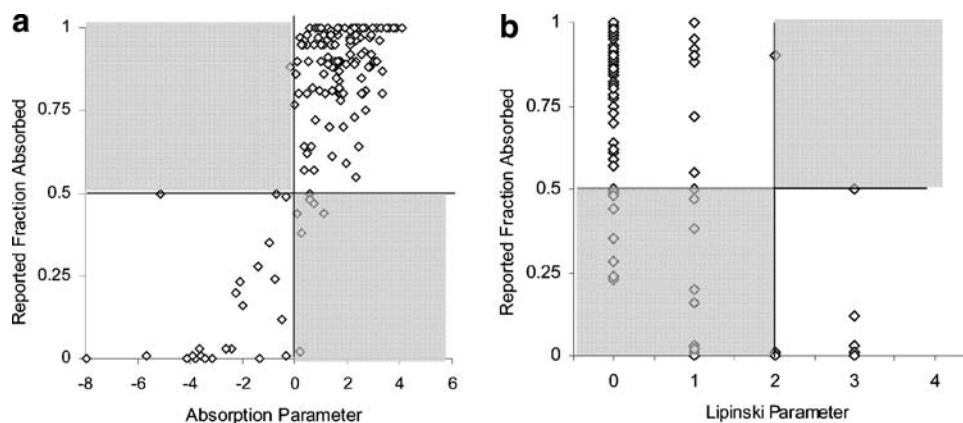 a
Reported Fraction Absorbed
1
0.75
0.5
0.25
0
-8 -6 -4 -2 0 2 4 6
Absorption Parameter
b
Reported Fraction Absorbed
1
0.75
0.5
0.25
0
0 1 2 3 4
Lipinski Parameter